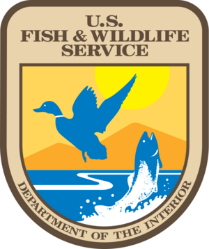 U.S.
FISH & WILDLIFE
SERVICE
DEPARTMENT OF THE INTERIOR